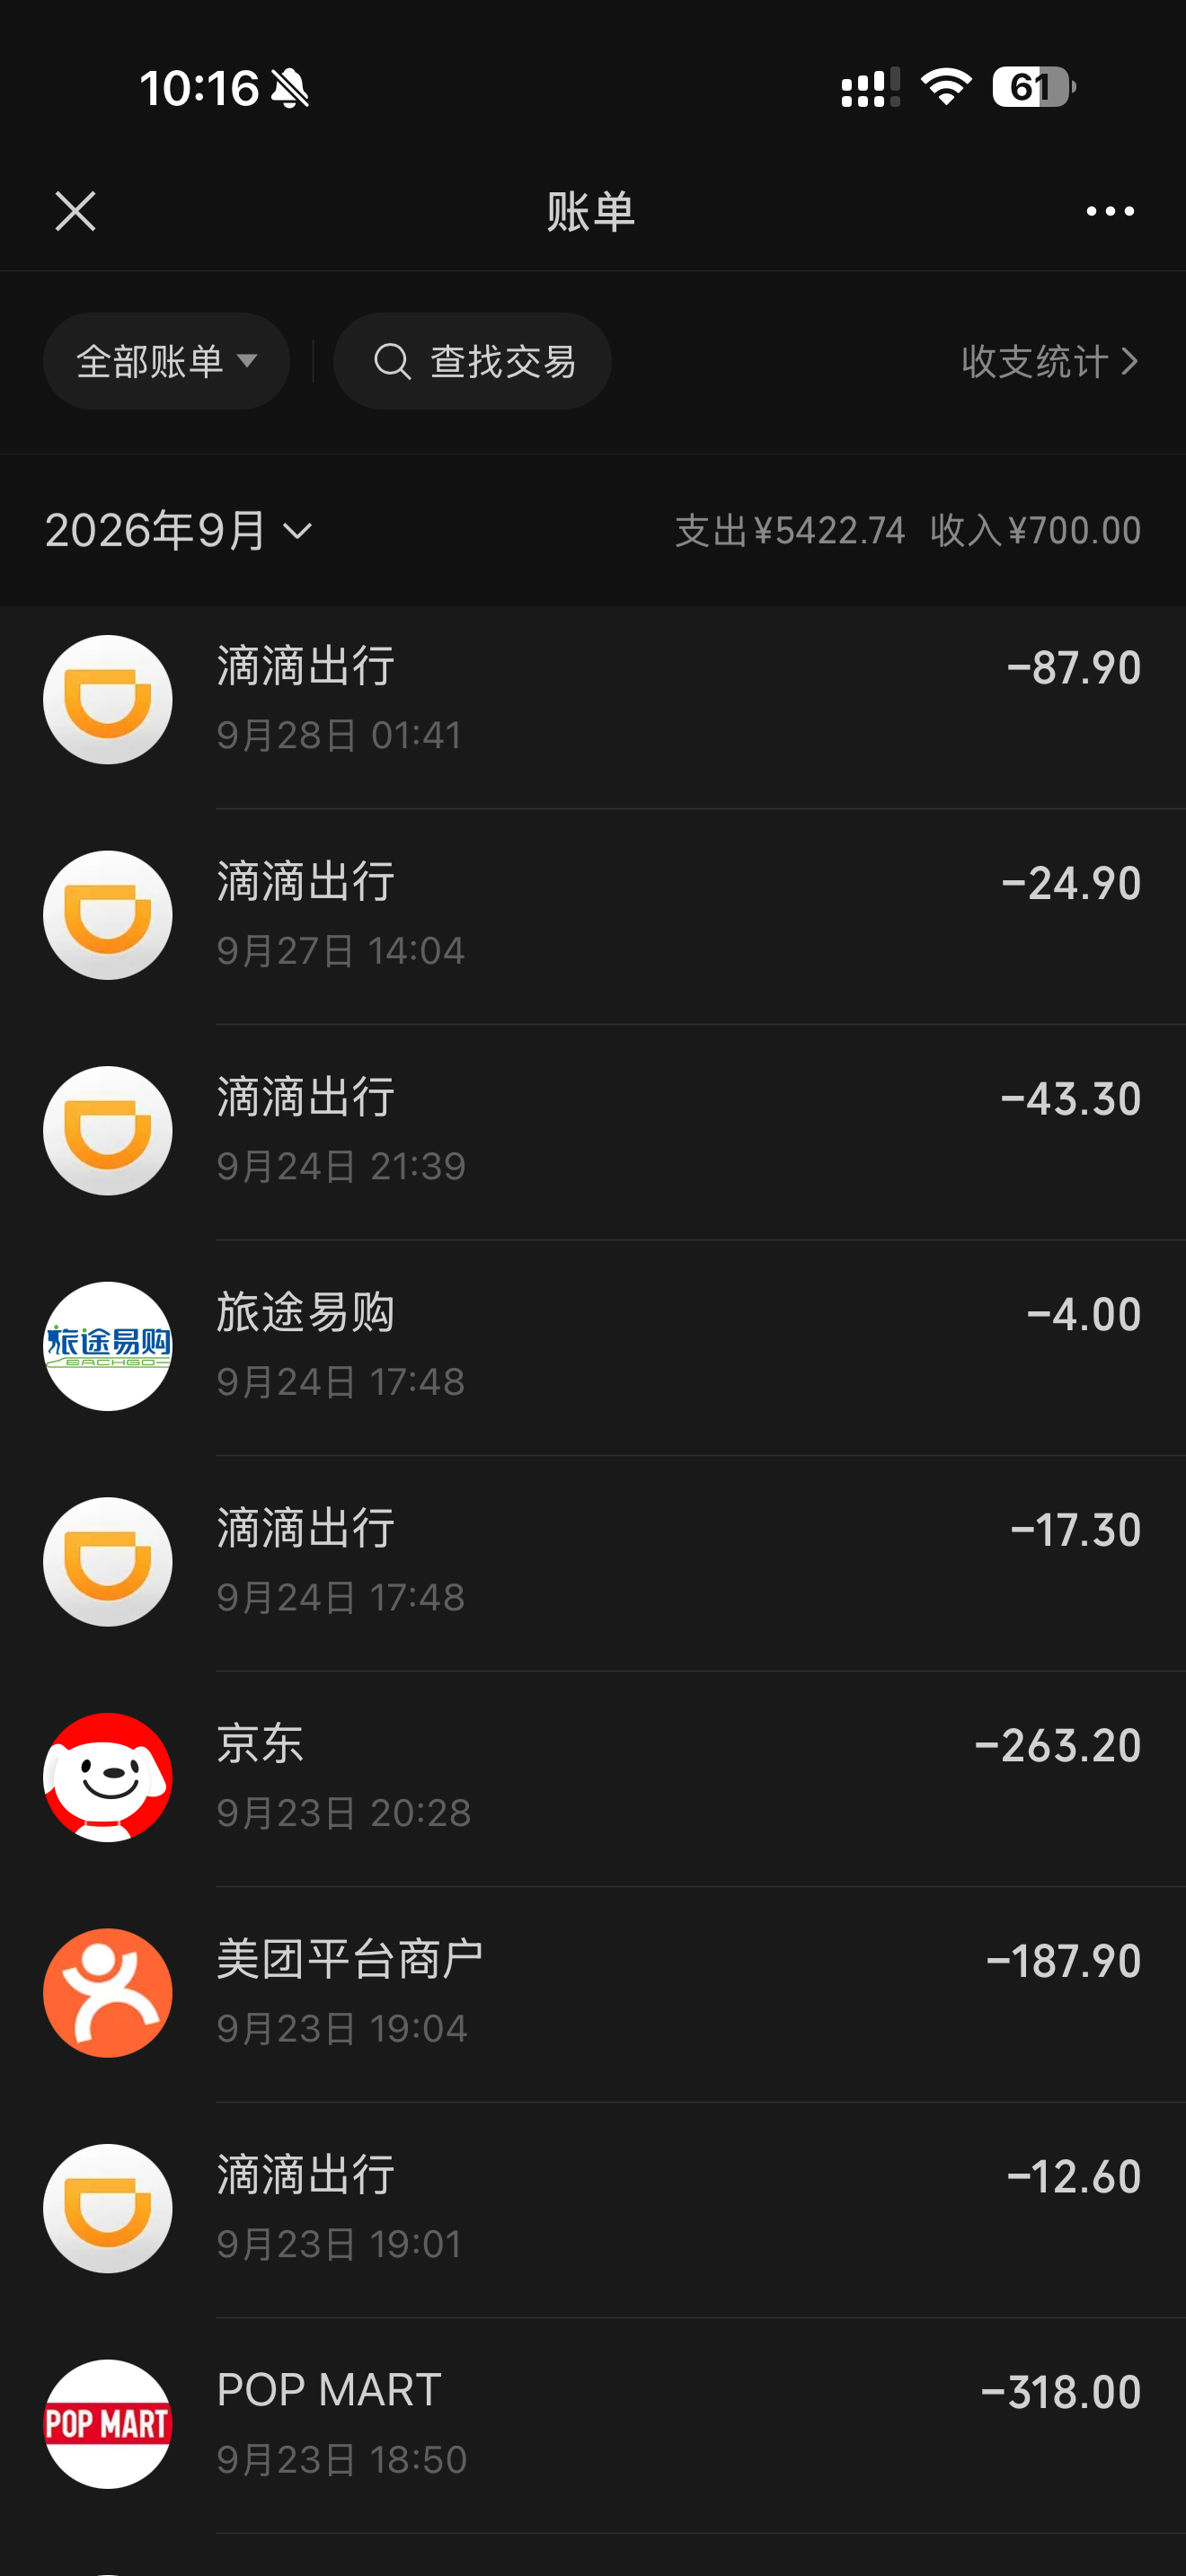 10:16
61
账单
全部账单 查找交易 收支统计
2026年9月 支出¥5422.74 收入¥700.00
滴滴出行 -87.90
9月28日 01:41
滴滴出行 -24.90
9月27日 14:04
滴滴出行 -43.30
9月24日 21:39
旅途易购
EACHGO
旅途易购 -4.00
9月24日 17:48
滴滴出行 -17.30
9月24日 17:48
京东 -263.20
9月23日 20:28
美团平台商户 -187.90
9月23日 19:04
滴滴出行 -12.60
9月23日 19:01
POP MART
POP MART -318.00
9月23日 18:50